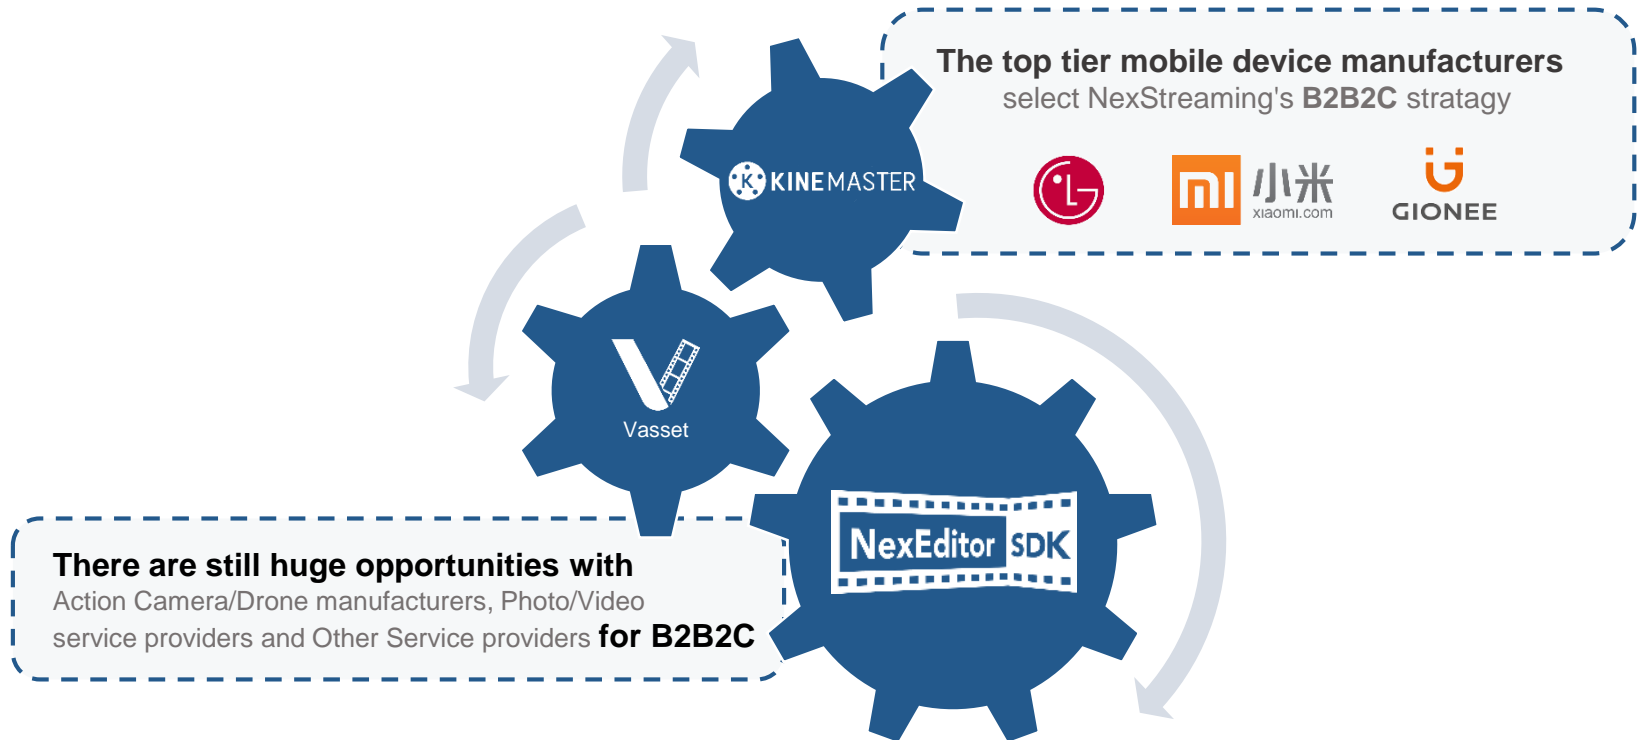 The top tier mobile device manufacturers
select NexStreaming's B2B2C stratagy
LG
mi 小米
xiaomi.com
G
GIONEE
K KINEMASTER
V
Vasset
NexEditor SDK
There are still huge opportunities with
Action Camera/Drone manufacturers, Photo/Video
service providers and Other Service providers for B2B2C